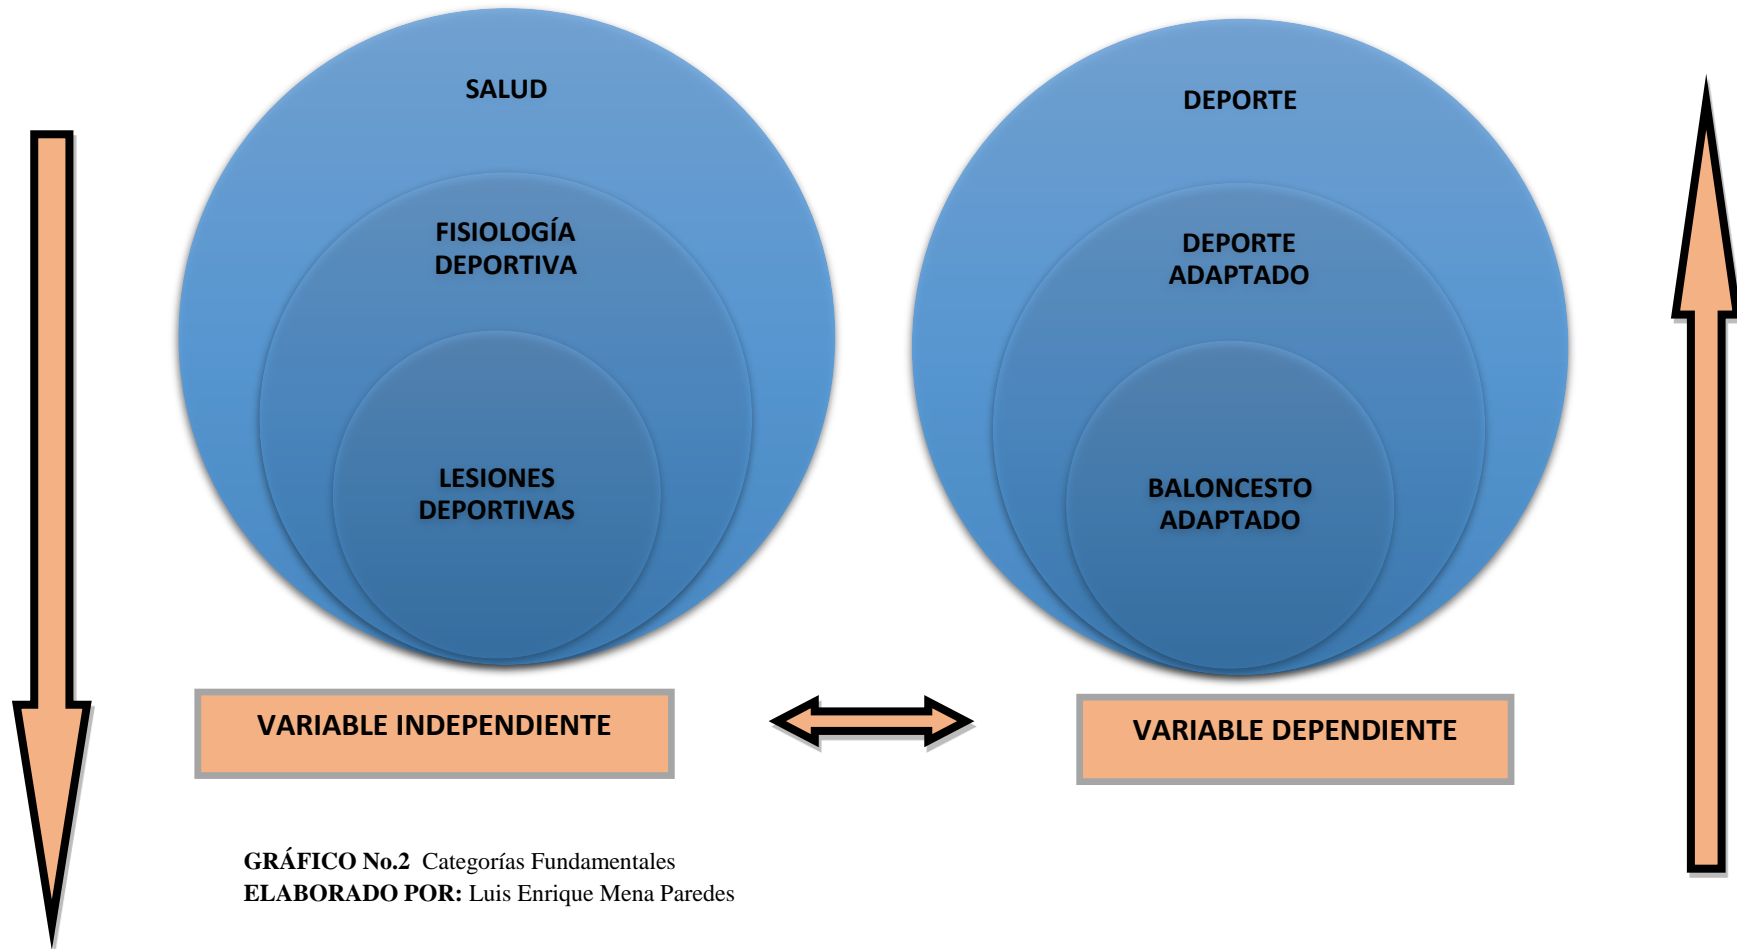 SALUD
FISIOLOGÍA
DEPORTIVA
LESIONES
DEPORTIVAS
VARIABLE INDEPENDIENTE
DEPORTE
DEPORTE
ADAPTADO
BALONCESTO
ADAPTADO
VARIABLE DEPENDIENTE
GRÁFICO No.2 Categorías Fundamentales
ELABORADO POR: Luis Enrique Mena Paredes